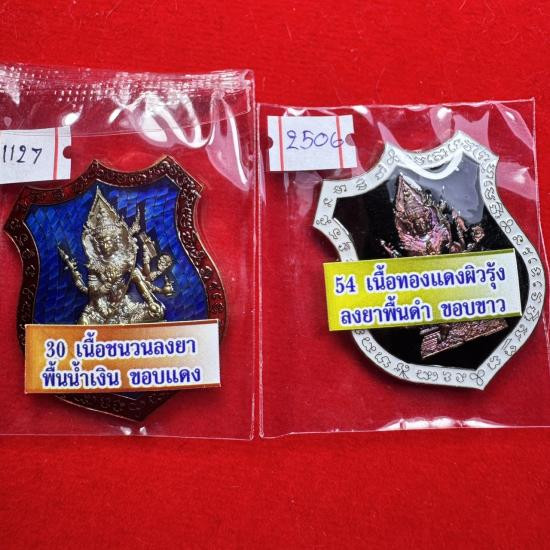 1127
2506
30 เนื้อชนวนลงยา
พื้นน้ำเงิน ขอบแดง
54 เนื้อทองแดงผิวรุ้ง
ลงยาพื้นดำ ขอบขาว